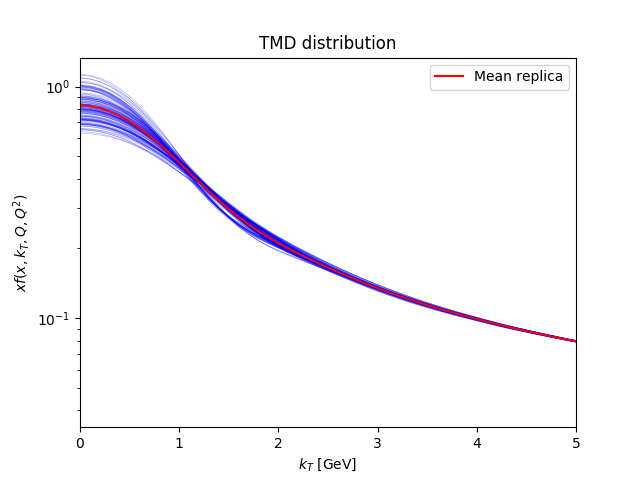 TMD distribution
Mean replica
10⁰
10⁻¹
xf(x, k_T, Q, Q²)
0 1 2 3 4 5
k_T [GeV]